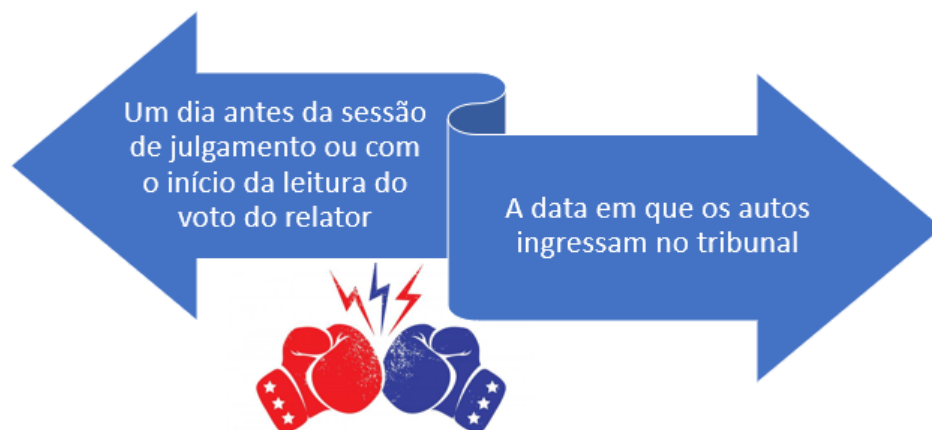 Um dia antes da sessão
de julgamento ou com
o início da leitura do
voto do relator
A data em que os autos
ingressam no tribunal